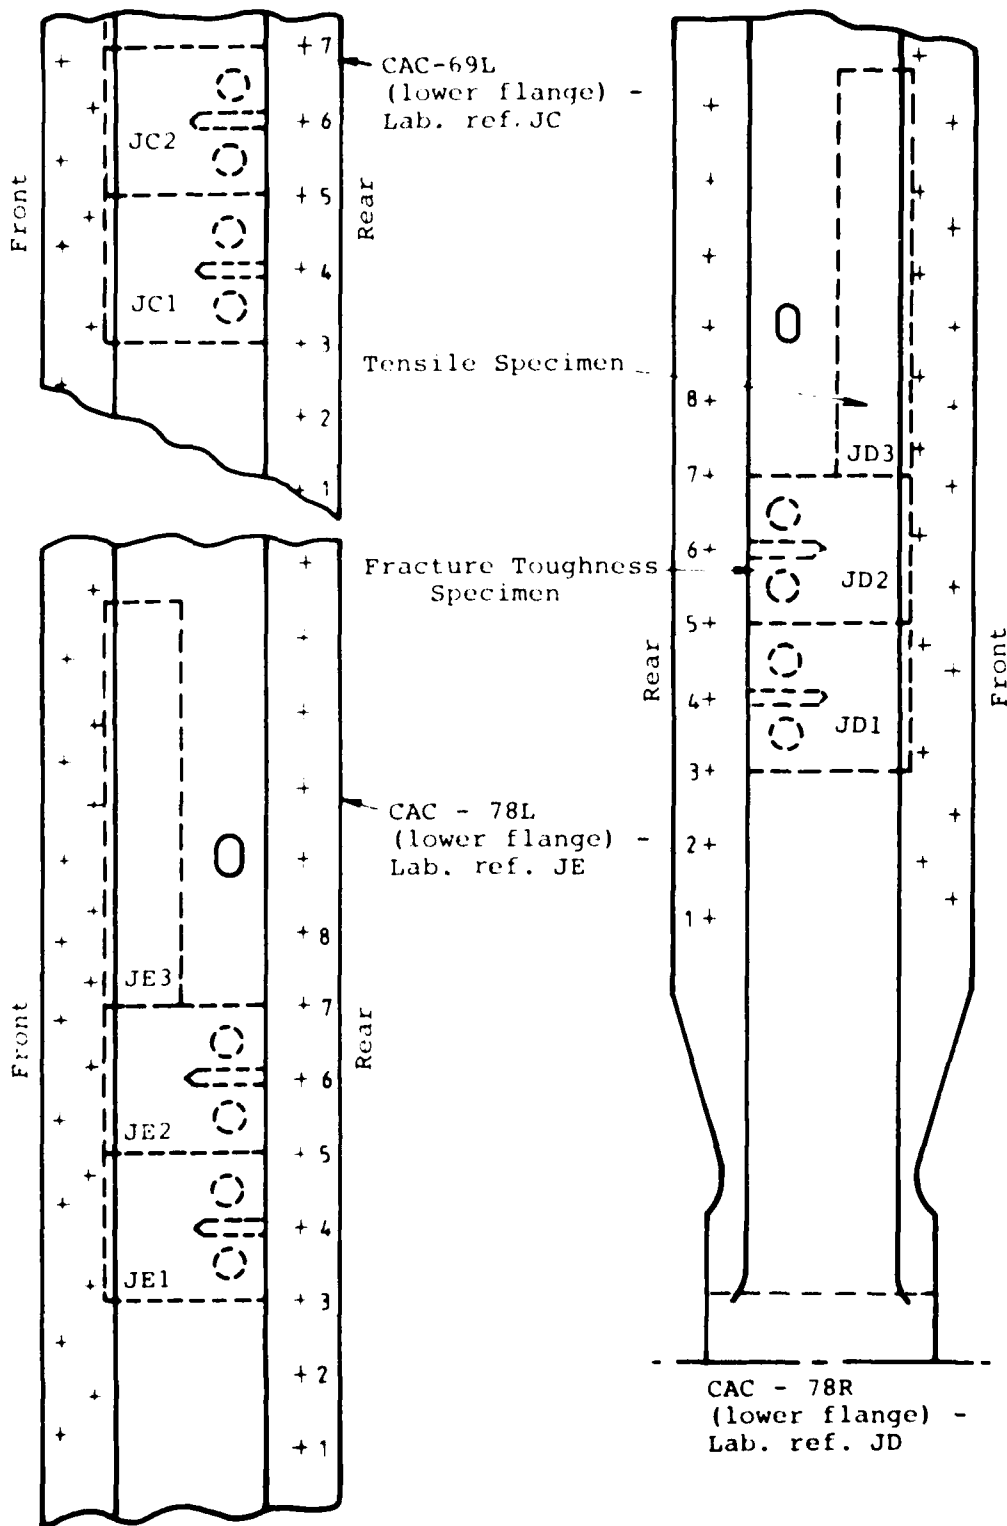 7
CAC-69L
(lower flange) -
Lab. ref. JC
6
JC2
5
Front
Rear
4
JC1
3
2
1
Tensile Specimen
8
JD3
7
6
Fracture Toughness
Specimen
JD2
5
Rear
Front
4
JD1
3
2
1
CAC - 78L
(lower flange) -
Lab. ref. JE
8
JE3
7
Front
Rear
6
JE2
5
4
JE1
3
2
1
CAC - 78R
(lower flange) -
Lab. ref. JD